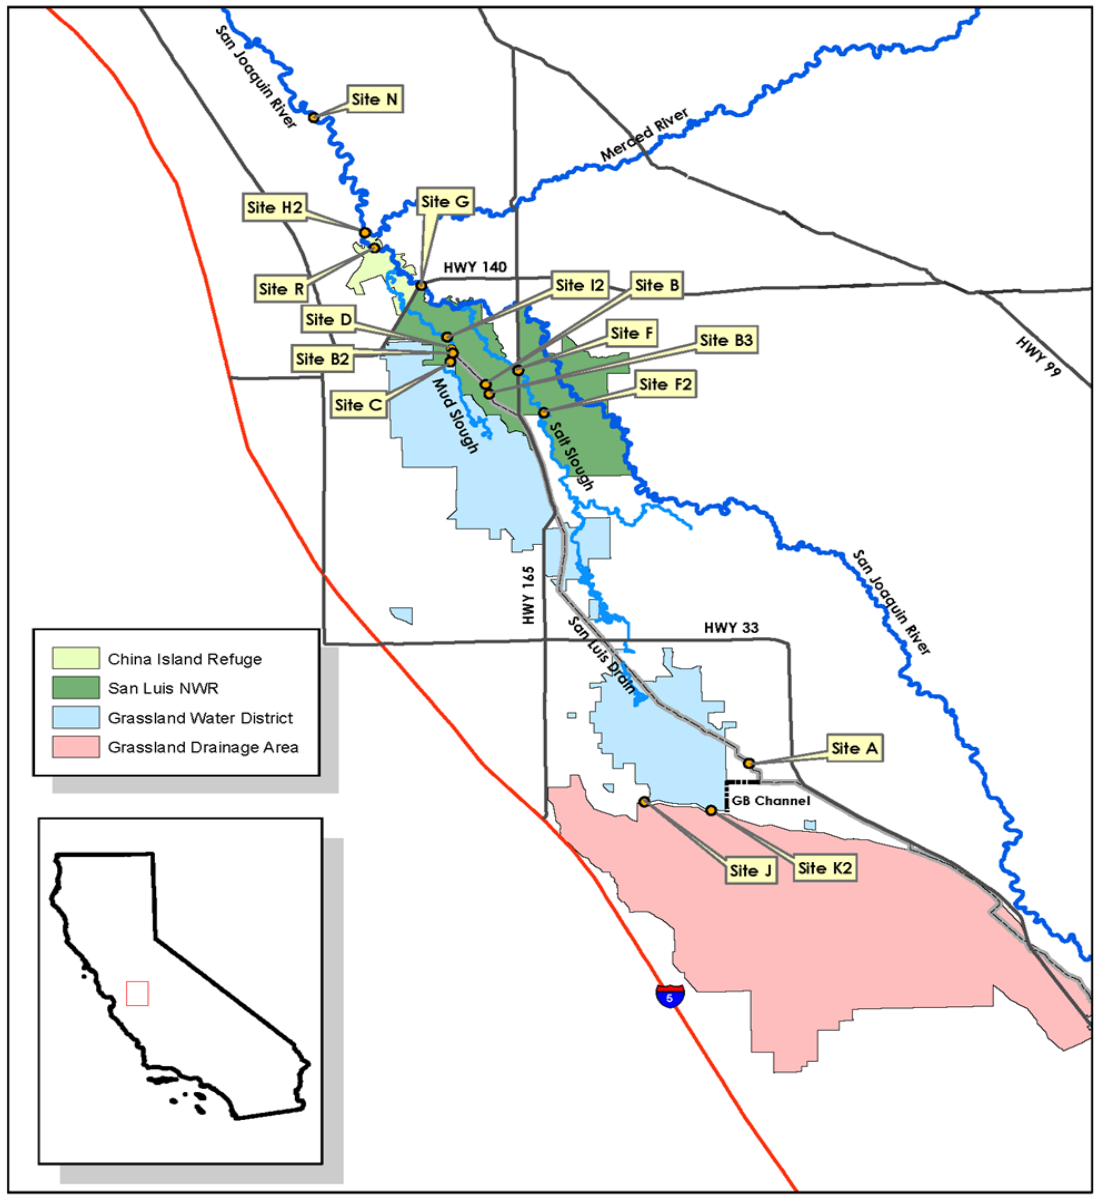 San Joaquin River
Site N
Merced River
Site H2
Site G
Site R
HWY 140
Site I2
Site B
Site D
Site F
Site B3
Site B2
HWY 99
Site C
Site F2
Mud Slough
Salt Slough
San Joaquin River
HWY 165
HWY 33
San Luis Drain
China Island Refuge
San Luis NWR
Grassland Water District
Grassland Drainage Area
Site A
GB Channel
Site J
Site K2
5